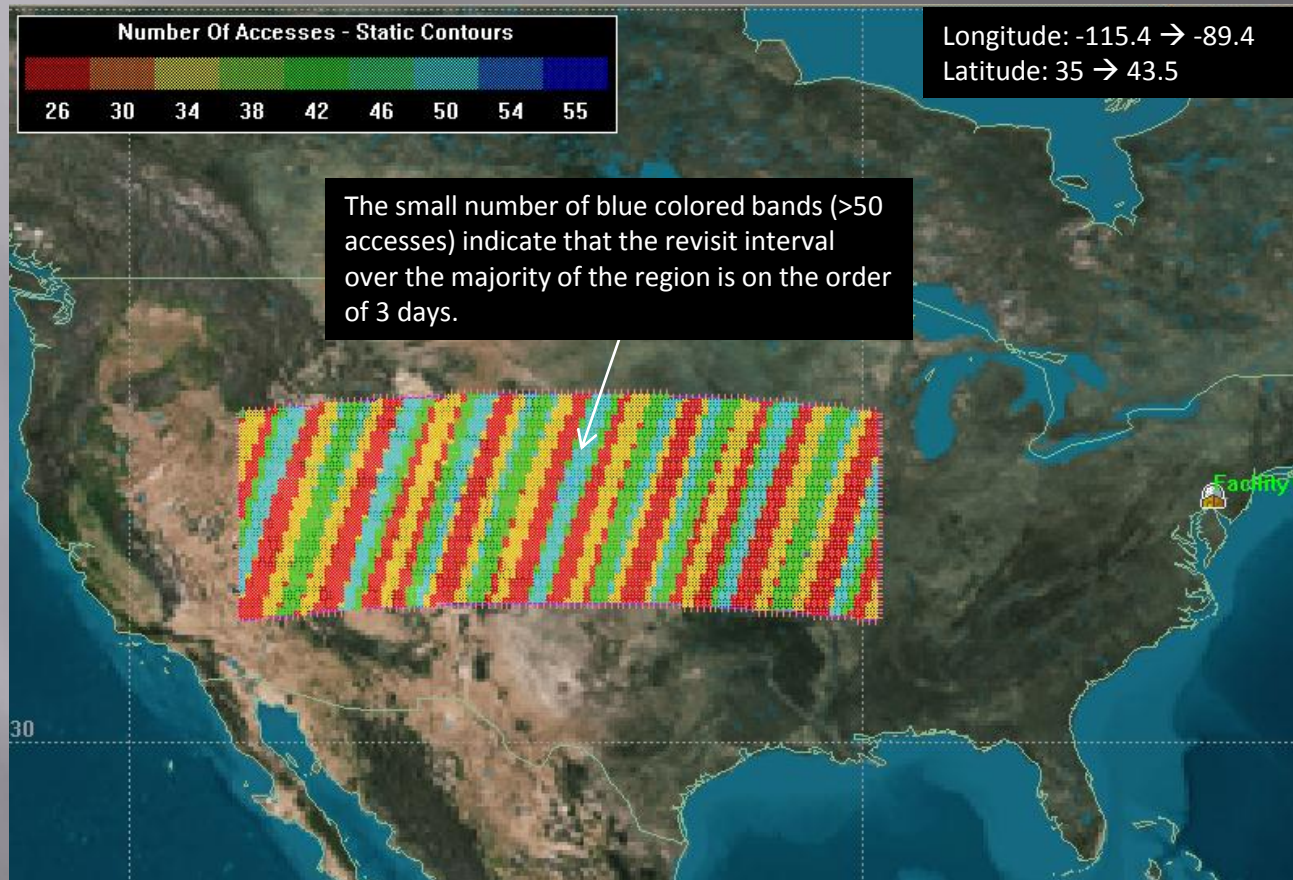 Number Of Accesses - Static Contours
26 30 34 38 42 46 50 54 55
Longitude: -115.4 → -89.4
Latitude: 35 → 43.5
The small number of blue colored bands (>50
accesses) indicate that the revisit interval
over the majority of the region is on the order
of 3 days.
Facility
30